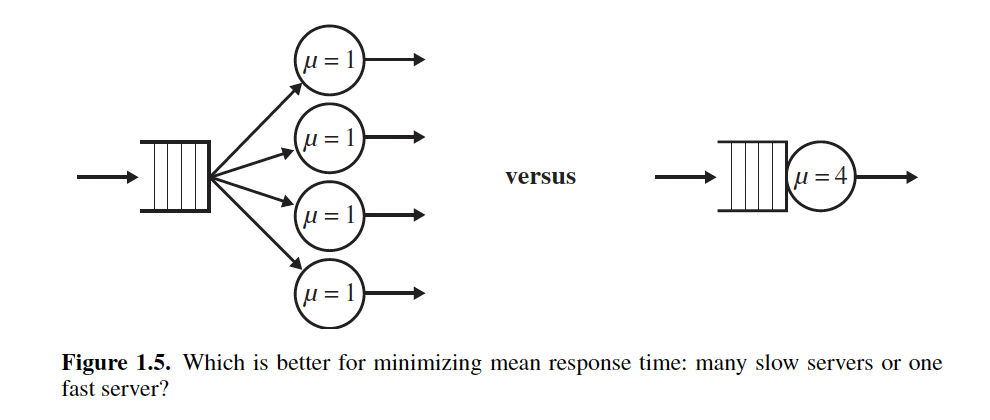 μ = 1
μ = 1
μ = 1
μ = 1
versus
μ = 4
Figure 1.5. Which is better for minimizing mean response time: many slow servers or one
fast server?